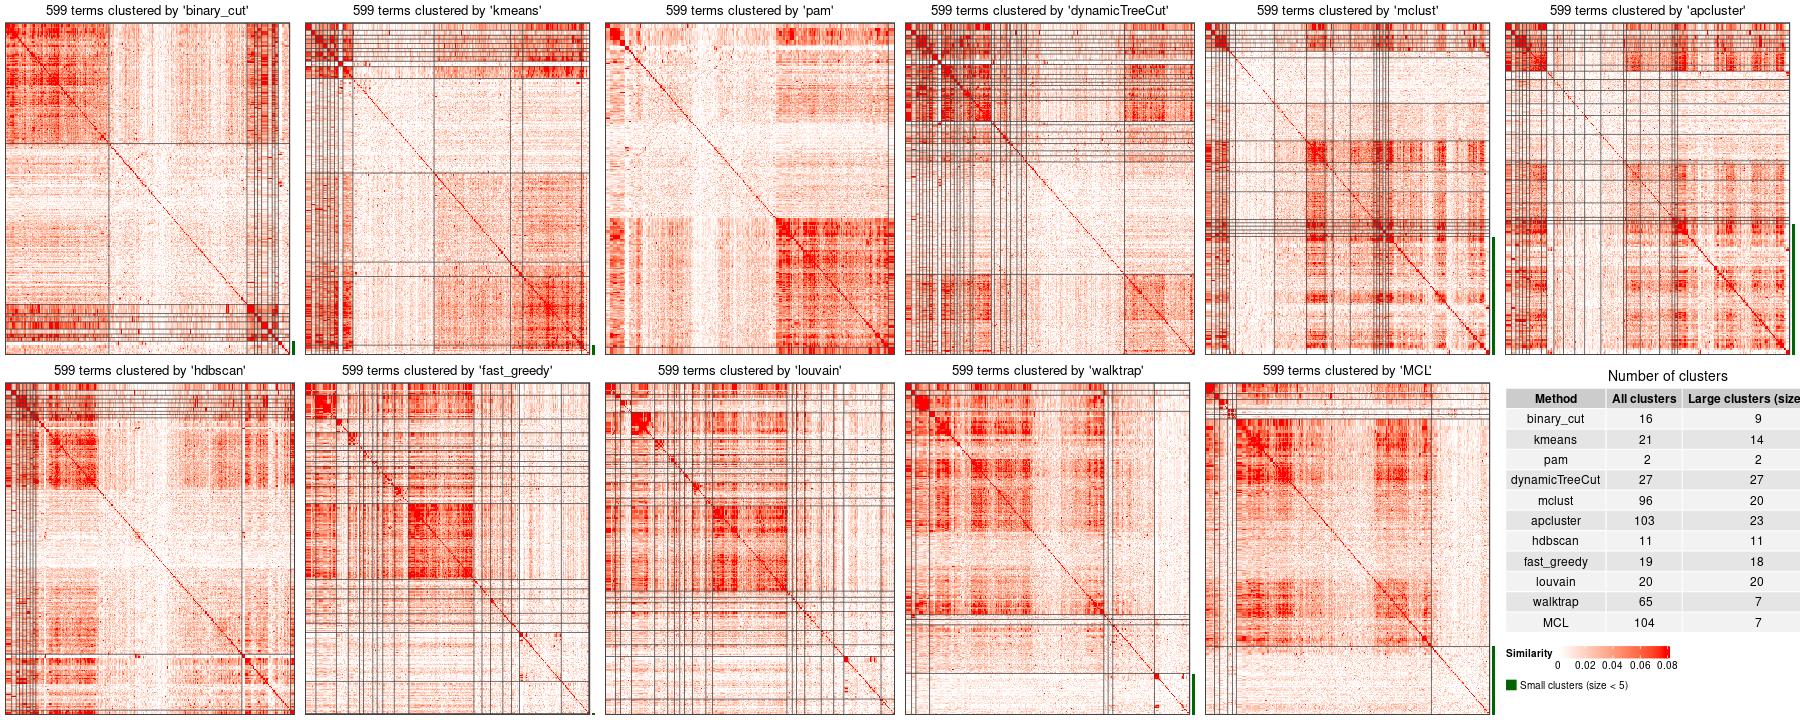 599 terms clustered by 'binary_cut'
599 terms clustered by 'kmeans'
599 terms clustered by 'pam'
599 terms clustered by 'dynamicTreeCut'
599 terms clustered by 'mclust'
599 terms clustered by 'apcluster'
599 terms clustered by 'hdbscan'
599 terms clustered by 'fast_greedy'
599 terms clustered by 'louvain'
599 terms clustered by 'walktrap'
599 terms clustered by 'MCL'
Number of clusters
Method All clusters Large clusters (size
binary_cut 16 9
kmeans 21 14
pam 2 2
dynamicTreeCut 27 27
mclust 96 20
apcluster 103 23
hdbscan 11 11
fast_greedy 19 18
louvain 20 20
walktrap 65 7
MCL 104 7
Similarity
0 0.02 0.04 0.06 0.08
Small clusters (size < 5)